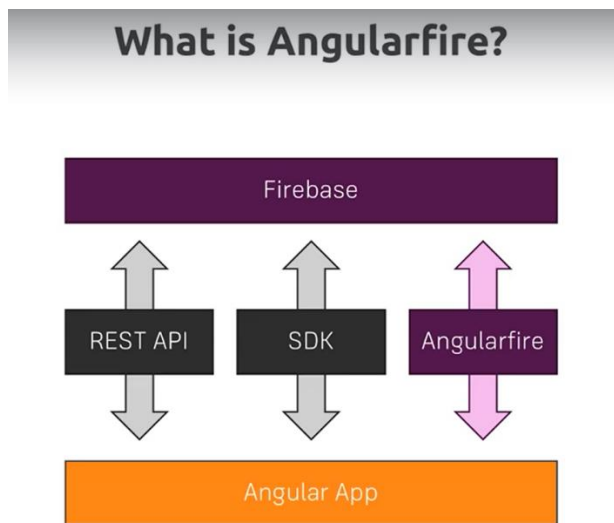 What is Angularfire?
Firebase
REST API
SDK
Angularfire
Angular App